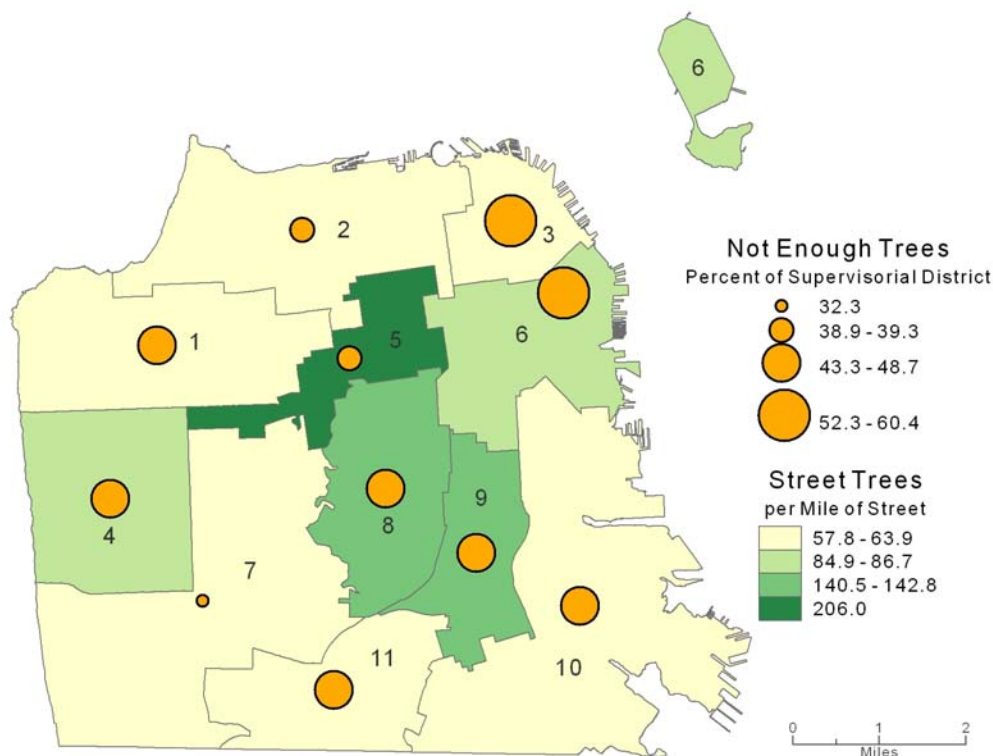 6
2
3
1
5
6
4
8
9
7
11
10
Not Enough Trees
Percent of Supervisorial District
32.3
38.9 - 39.3
43.3 - 48.7
52.3 - 60.4
Street Trees
per Mile of Street
57.8 - 63.9
84.9 - 86.7
140.5 - 142.8
206.0
0 1 2
Miles